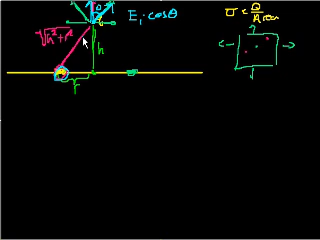 σ = Q/Area
θ
E₁ cosθ
√h²+r²
h
r